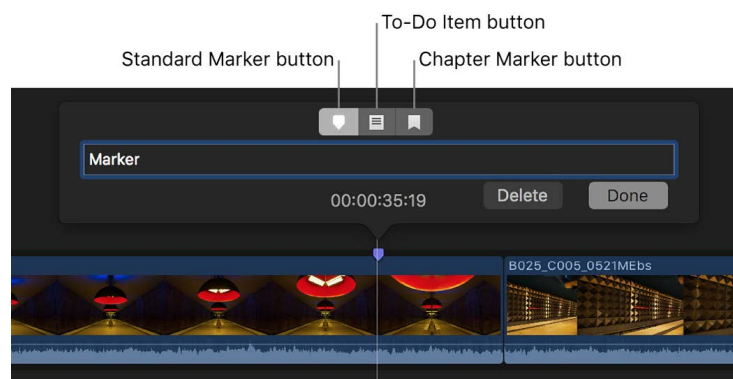 To-Do Item button
Standard Marker button
Chapter Marker button
Marker
00:00:35:19
Delete
Done
B025_C005_0521MEbs